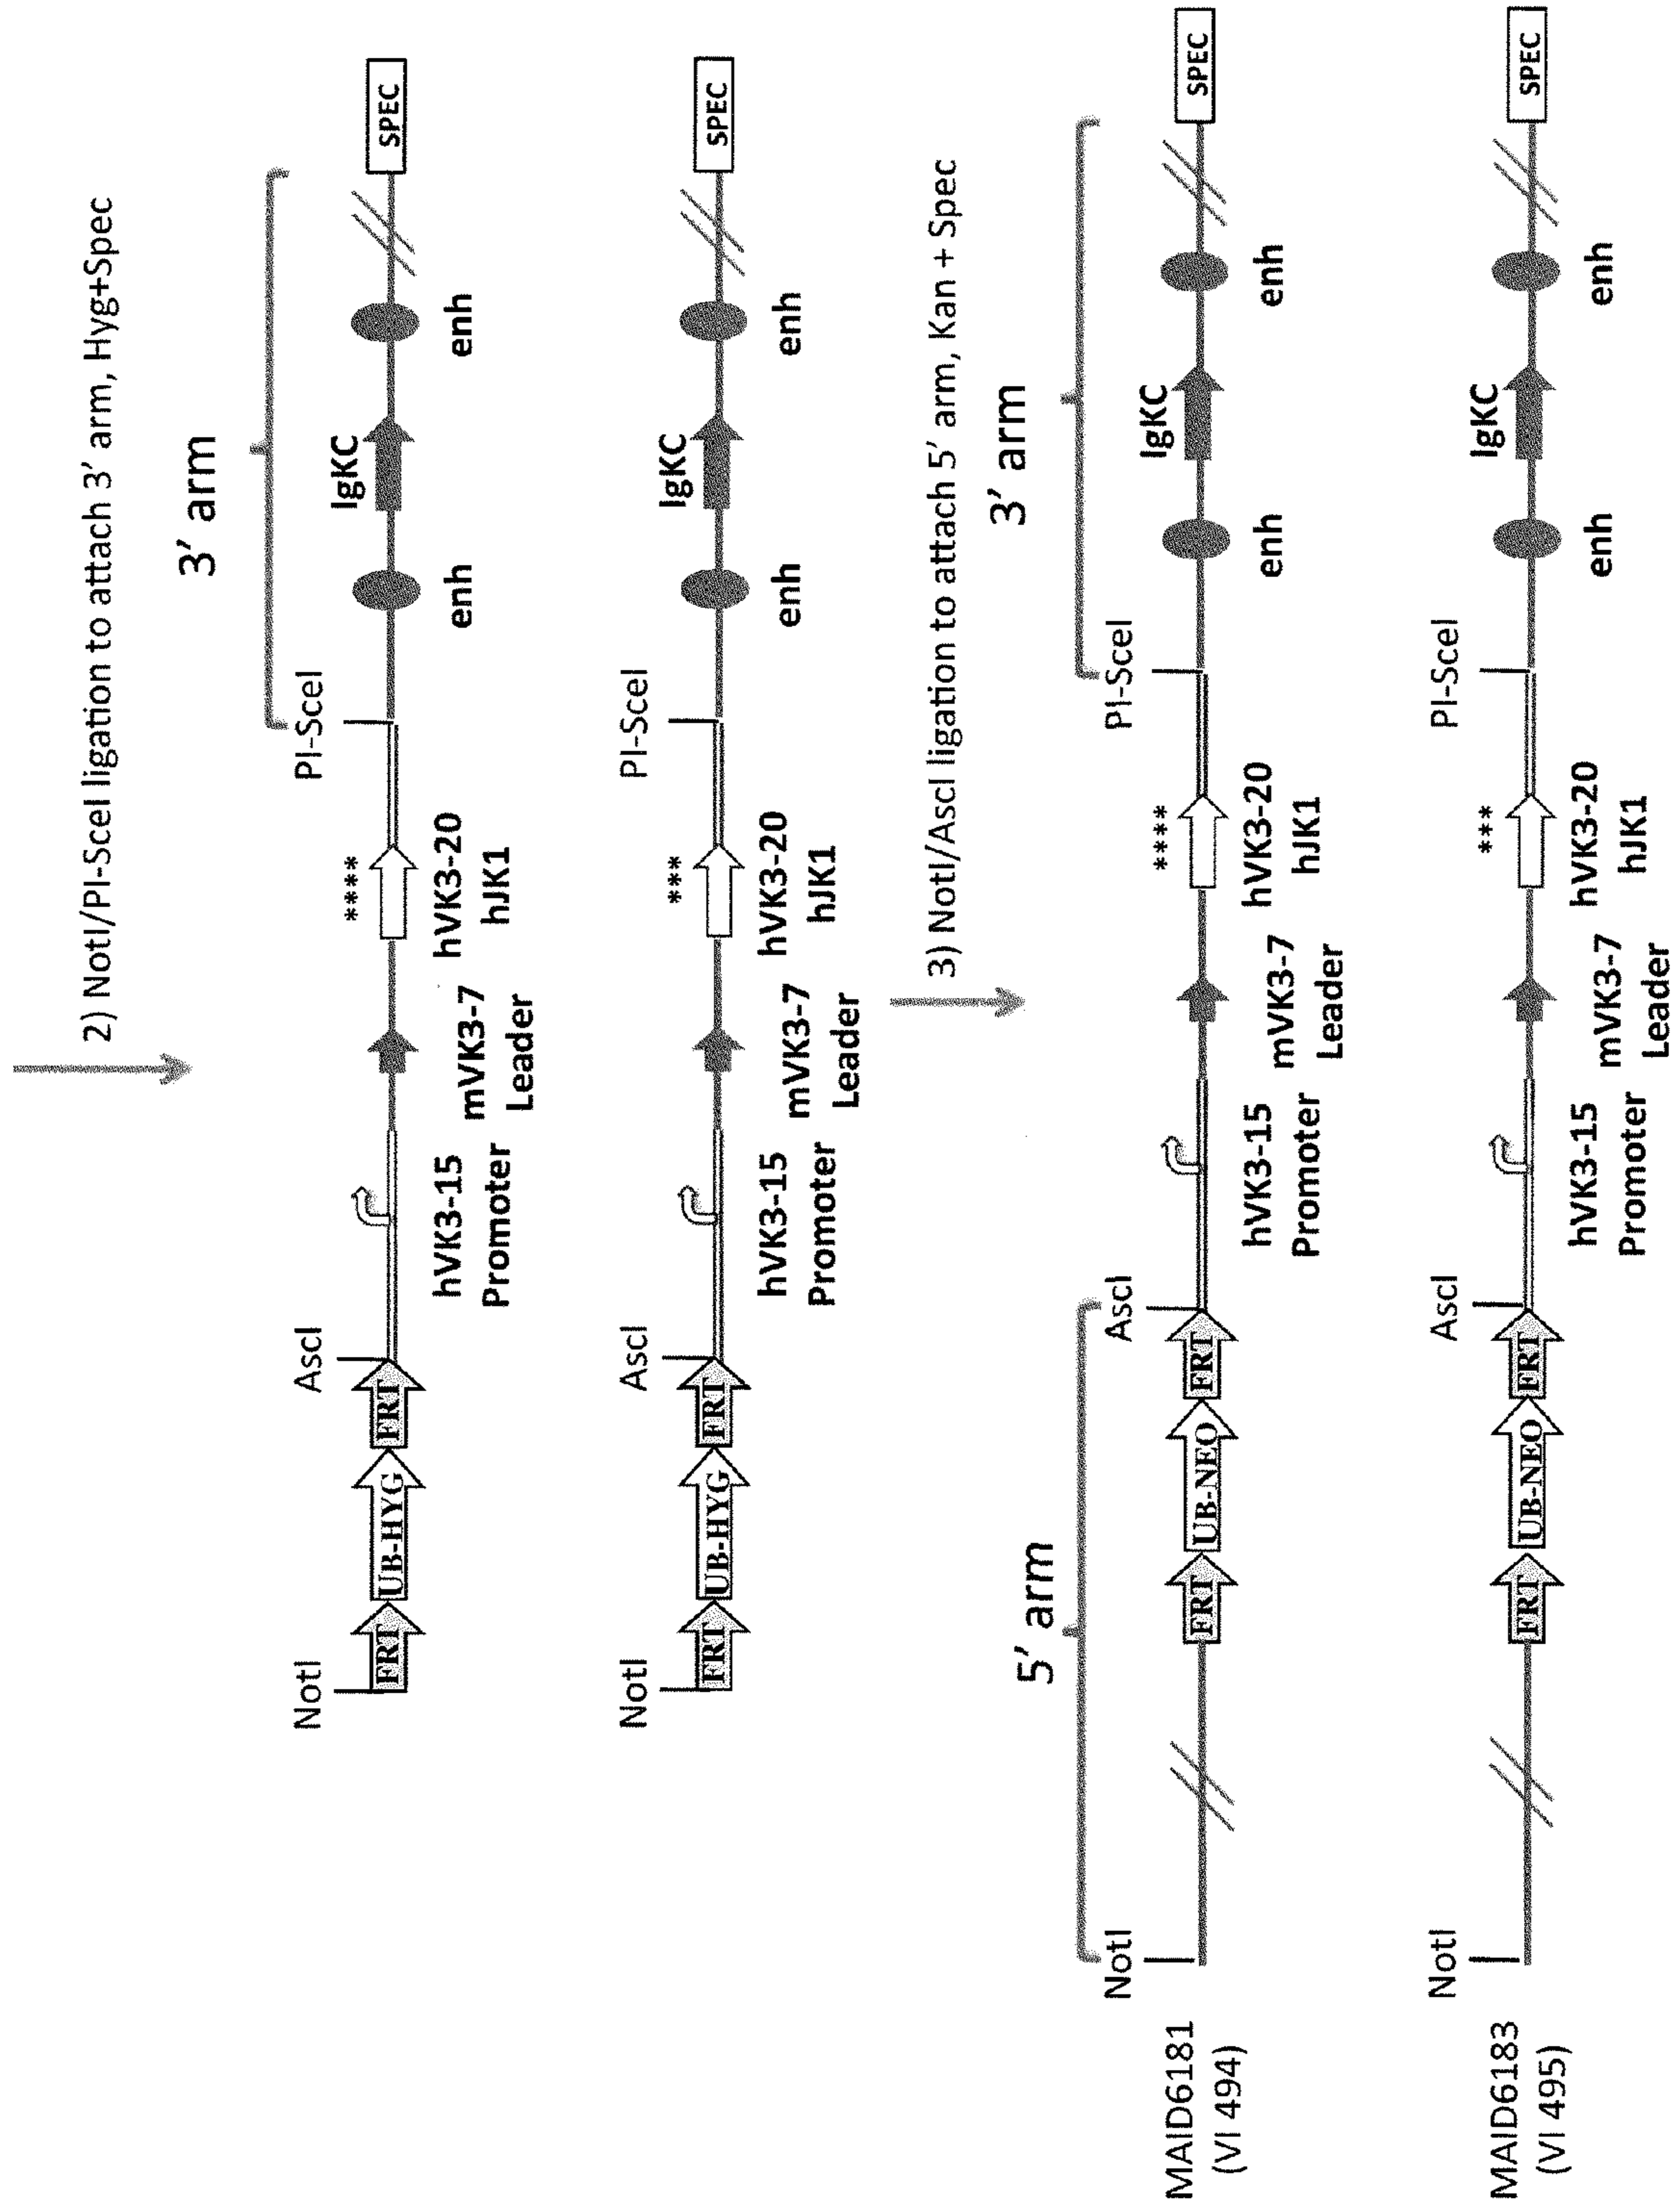 2) NotI/PI-SceI ligation to attach 3′ arm, Hyg+Spec
3′ arm
NotI
AscI
PI-SceI
FRT
UB-HYG
FRT
****
IgKC
SPEC
hVK3-15
Promoter
mVK3-7
Leader
hVK3-20
hJK1
enh
enh
NotI
AscI
PI-SceI
FRT
UB-HYG
FRT
***
IgKC
SPEC
hVK3-15
Promoter
mVK3-7
Leader
hVK3-20
hJK1
enh
enh
3) NotI/AscI ligation to attach 5′ arm, Kan + Spec
5′ arm
3′ arm
MAID6181
(VI 494)
NotI
AscI
PI-SceI
FRT
UB-NEO
FRT
****
IgKC
SPEC
hVK3-15
Promoter
mVK3-7
Leader
hVK3-20
hJK1
enh
enh
MAID6183
(VI 495)
NotI
AscI
PI-SceI
FRT
UB-NEO
FRT
***
IgKC
SPEC
hVK3-15
Promoter
mVK3-7
Leader
hVK3-20
hJK1
enh
enh